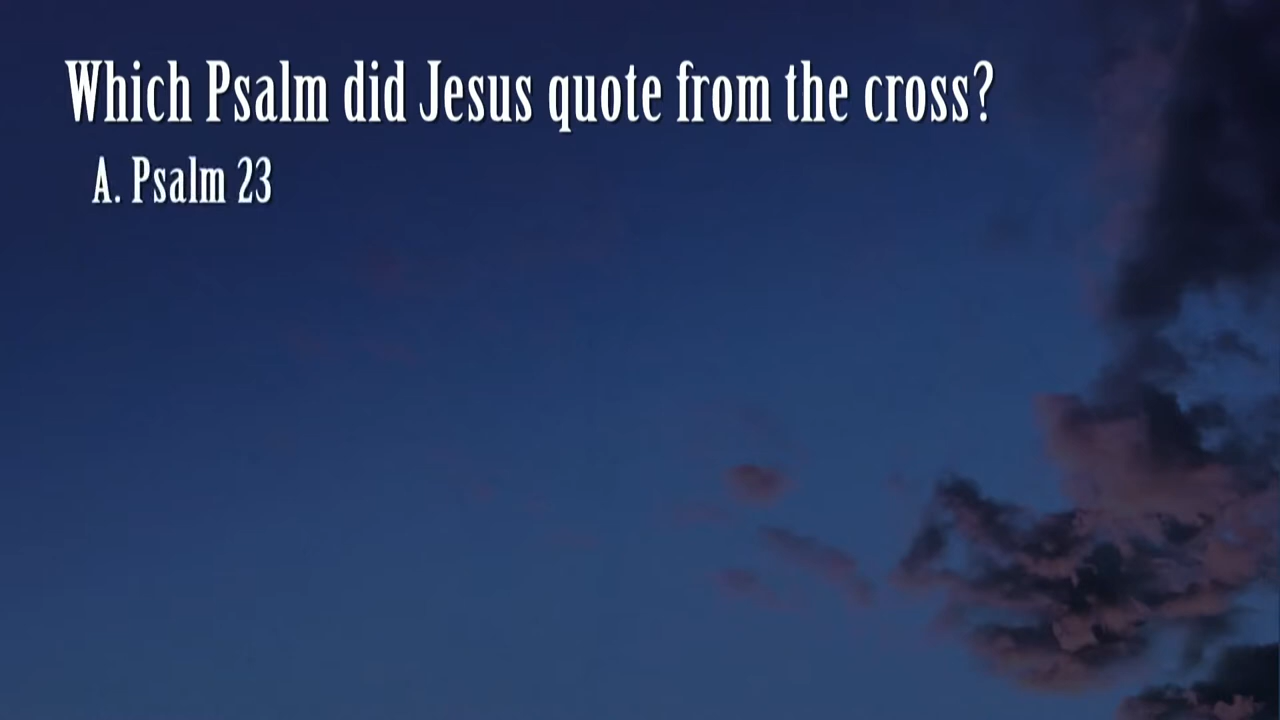 Which Psalm did Jesus quote from the cross?
A. Psalm 23